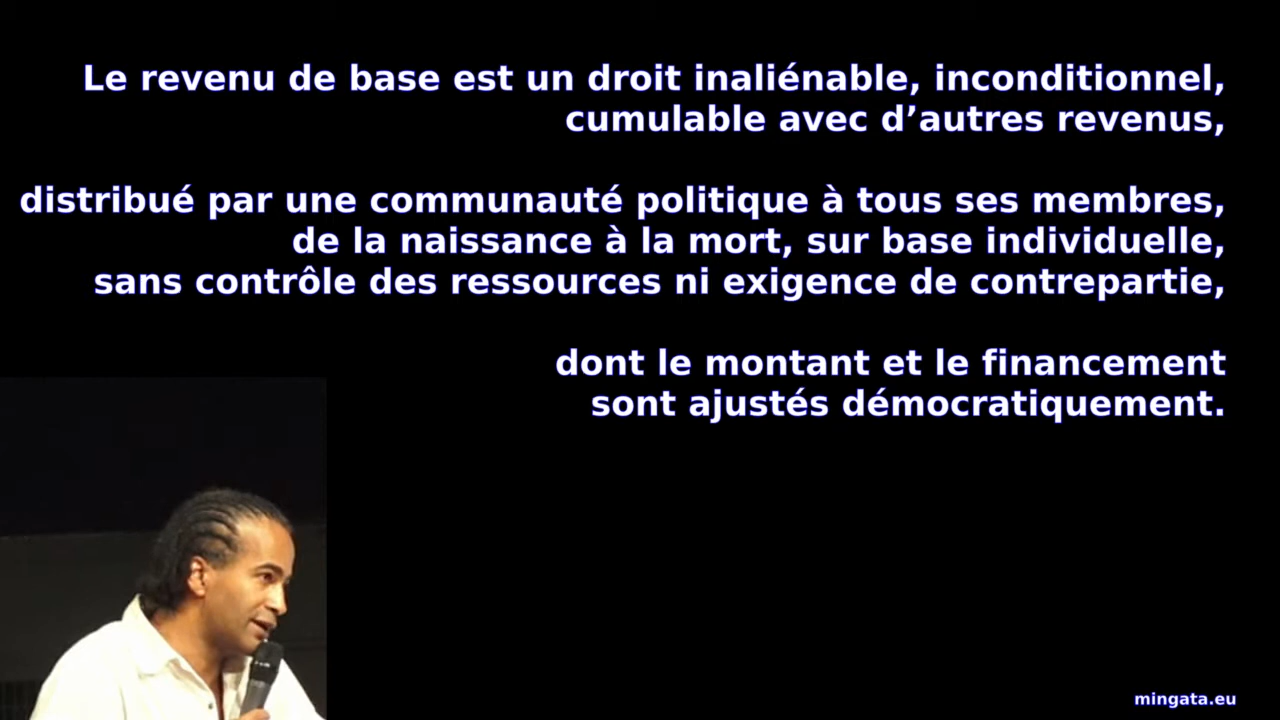 Le revenu de base est un droit inaliénable, inconditionnel,
cumulable avec d’autres revenus,
distribué par une communauté politique à tous ses membres,
de la naissance à la mort, sur base individuelle,
sans contrôle des ressources ni exigence de contrepartie,
dont le montant et le financement
sont ajustés démocratiquement.
mingata.eu